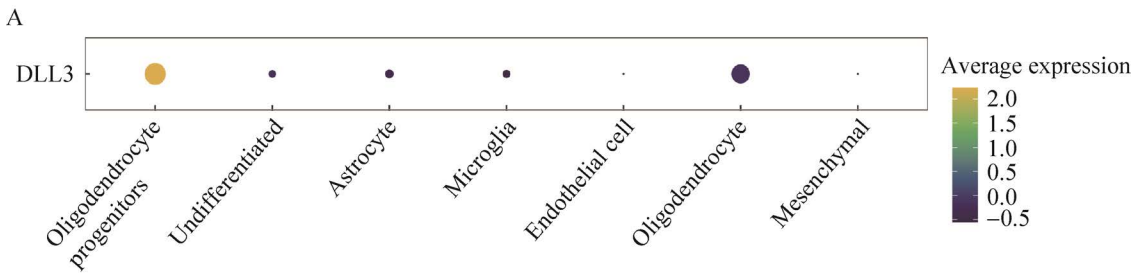 A
DLL3
Oligodendrocyte
progenitors
Undifferentiated
Astrocyte
Microglia
Endothelial cell
Oligodendrocyte
Mesenchymal
Average expression
2.0
1.5
1.0
0.5
0.0
−0.5